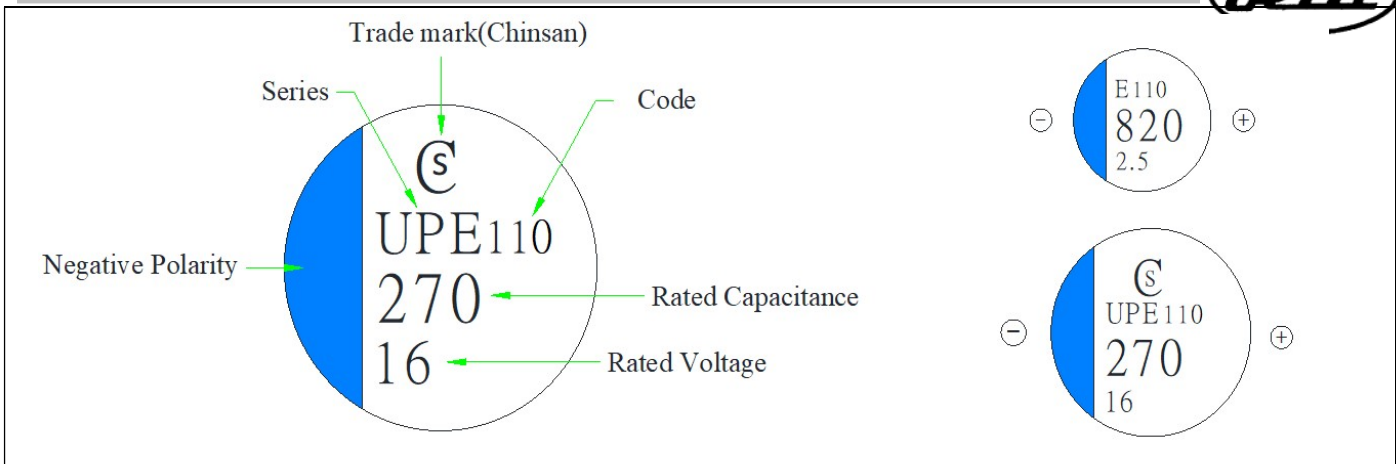 Trade mark(Chinsan)
Series
Code
CS
UPE110
270
16
Negative Polarity
Rated Capacitance
Rated Voltage
E110
820
2.5
⊖
⊕
CS
UPE110
270
16
⊖
⊕